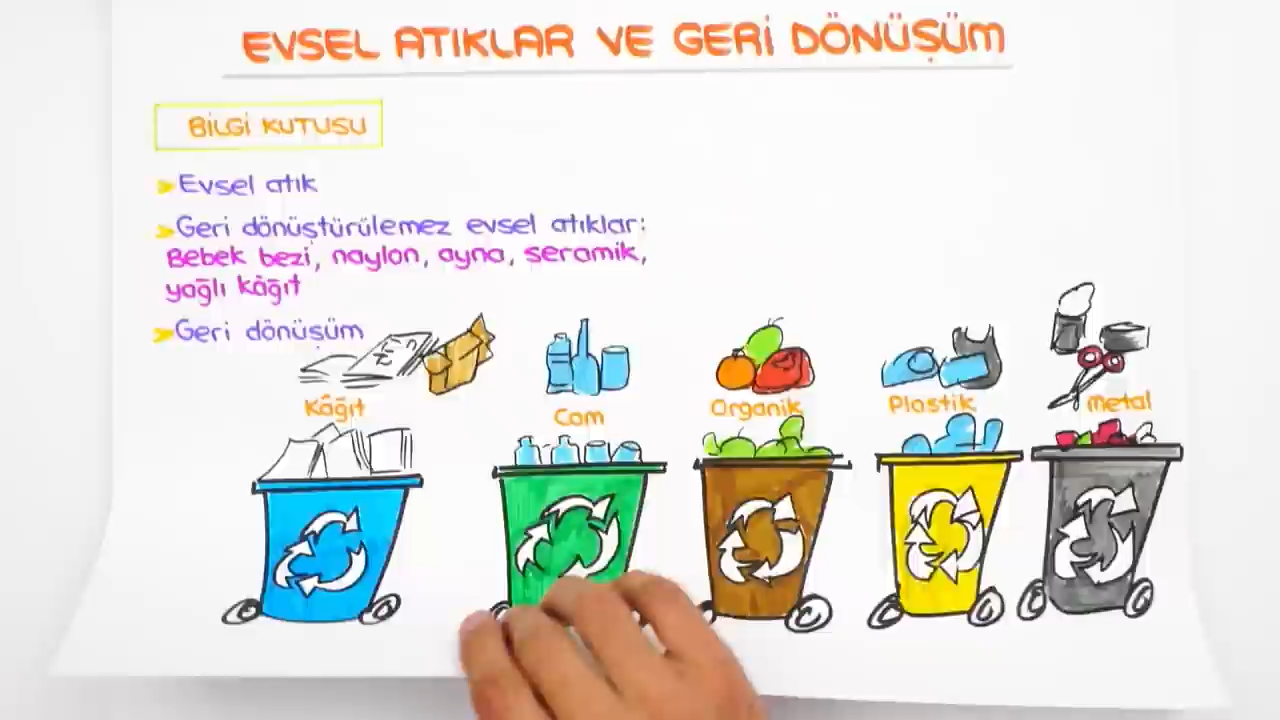 EVSEL ATIKLAR VE GERİ DÖNÜŞÜM
BİLGİ KUTUSU
➤Evsel atık
➤Geri dönüştürülemez evsel atıklar:
Bebek bezi, naylon, ayna, seramik,
yağlı kâğıt
➤Geri dönüşüm
Kâğıt
Cam
Organik
Plastik
Metal